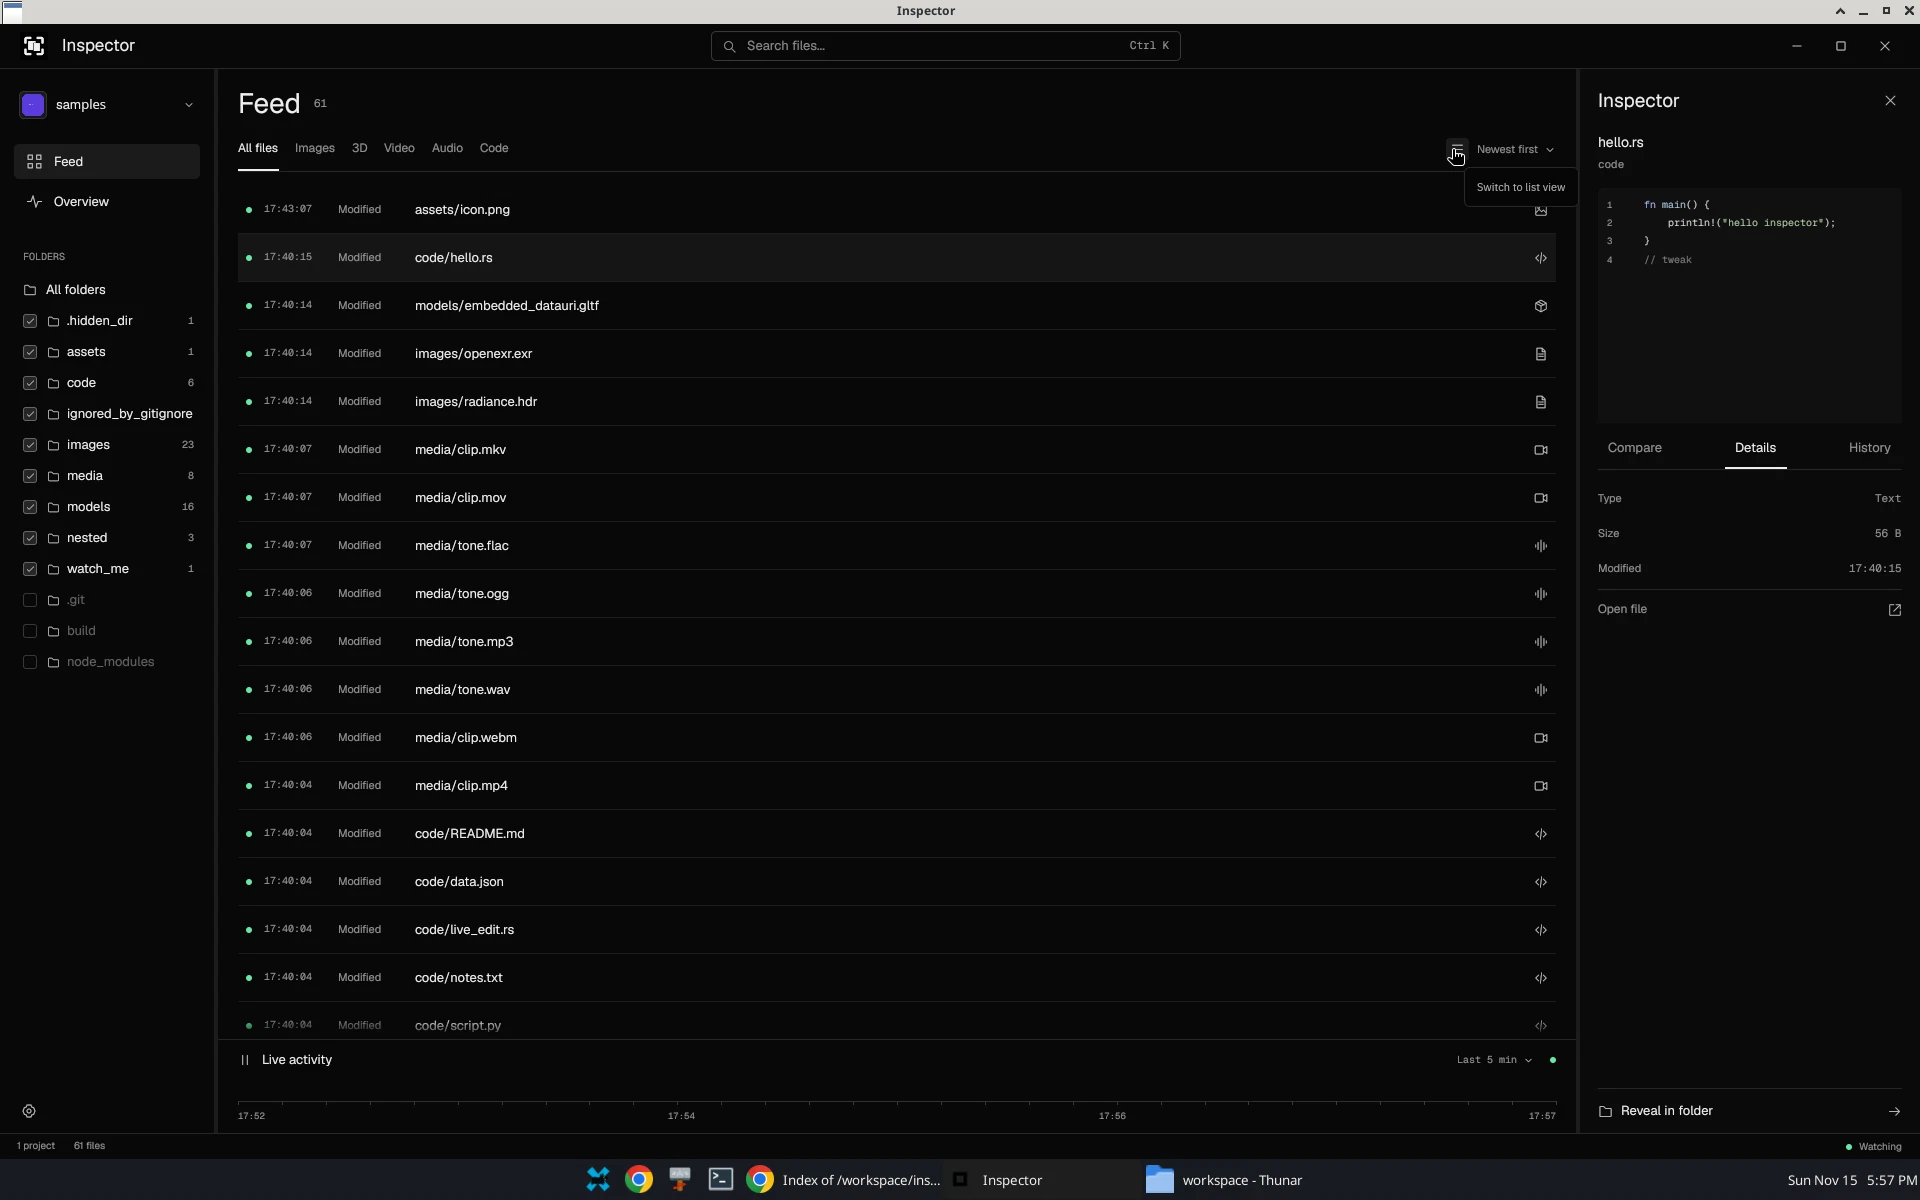 Inspector
Inspector
Search files...
Ctrl K
samples
Feed
Overview
FOLDERS
All folders
.hidden_dir 1
assets 1
code 6
ignored_by_gitignore
images 23
media 8
models 16
nested 3
watch_me 1
.git
build
node_modules
Feed 61
All files Images 3D Video Audio Code
Newest first
Switch to list view
17:43:07 Modified assets/icon.png
17:40:15 Modified code/hello.rs
17:40:14 Modified models/embedded_datauri.gltf
17:40:14 Modified images/openexr.exr
17:40:14 Modified images/radiance.hdr
17:40:07 Modified media/clip.mkv
17:40:07 Modified media/clip.mov
17:40:07 Modified media/tone.flac
17:40:06 Modified media/tone.ogg
17:40:06 Modified media/tone.mp3
17:40:06 Modified media/tone.wav
17:40:06 Modified media/clip.webm
17:40:04 Modified media/clip.mp4
17:40:04 Modified code/README.md
17:40:04 Modified code/data.json
17:40:04 Modified code/live_edit.rs
17:40:04 Modified code/notes.txt
17:40:04 Modified code/script.py
Live activity
Last 5 min
17:52 17:54 17:56 17:57
Inspector
hello.rs
code
1 fn main() {
2 println!("hello inspector");
3 }
4 // tweak
Compare Details History
Type Text
Size 56 B
Modified 17:40:15
Open file
Reveal in folder
1 project 61 files
Watching
Index of /workspace/ins...
Inspector
workspace - Thunar
Sun Nov 15 5:57 PM